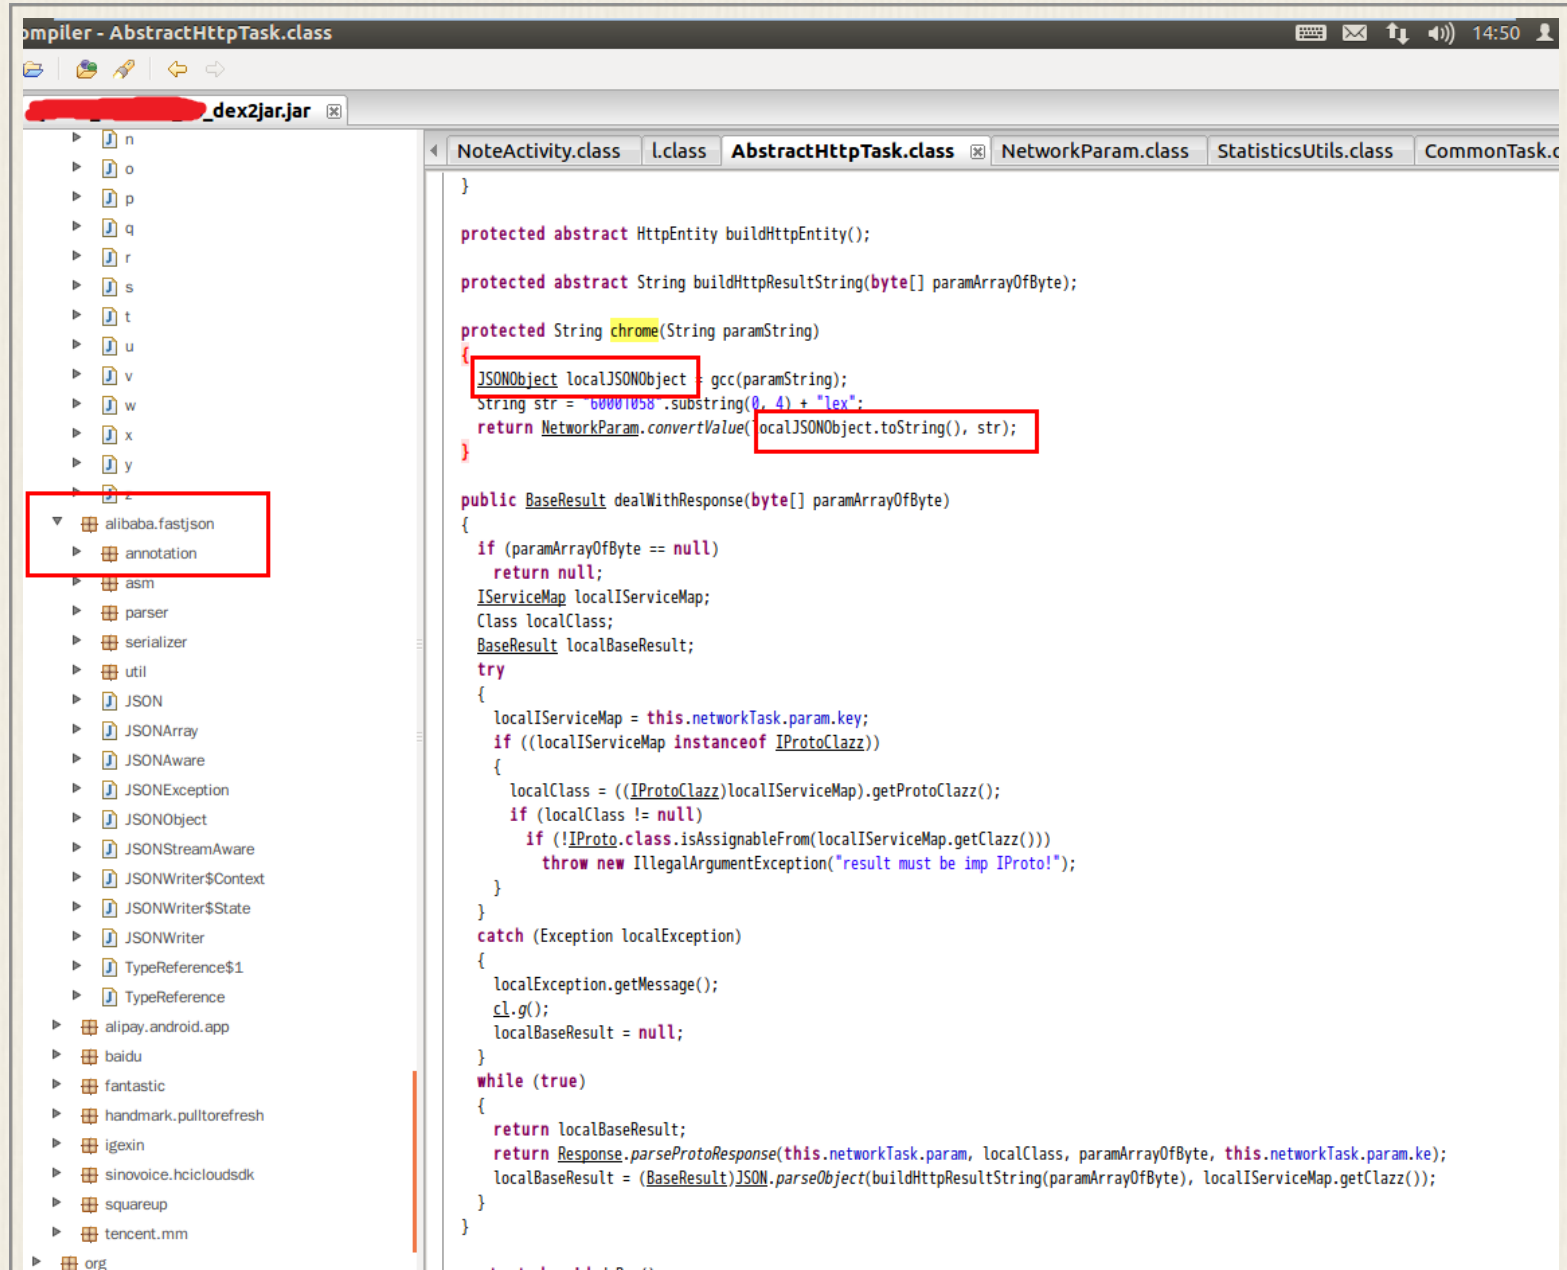 ompiler - AbstractHttpTask.class
14:50
_dex2jar.jar
n
o
p
q
r
s
t
u
v
w
x
y
z
alibaba.fastjson
annotation
asm
parser
serializer
util
JSON
JSONArray
JSONAware
JSONException
JSONObject
JSONStreamAware
JSONWriter$Context
JSONWriter$State
JSONWriter
TypeReference$1
TypeReference
alipay.android.app
baidu
fantastic
handmark.pulltorefresh
igexin
sinovoice.hcicloudsdk
squareup
tencent.mm
org
NoteActivity.class l.class AbstractHttpTask.class NetworkParam.class StatisticsUtils.class CommonTask.c
}
protected abstract HttpEntity buildHttpEntity();
protected abstract String buildHttpResultString(byte[] paramArrayOfByte);
protected String chrome(String paramString)
{
JSONObject localJSONObject = gcc(paramString);
String str = "60001058".substring(0, 4) + "lex";
return NetworkParam.convertValue(localJSONObject.toString(), str);
}
public BaseResult dealWithResponse(byte[] paramArrayOfByte)
{
if (paramArrayOfByte == null)
return null;
IServiceMap localIServiceMap;
Class localClass;
BaseResult localBaseResult;
try
{
localIServiceMap = this.networkTask.param.key;
if ((localIServiceMap instanceof IProtoClazz))
{
localClass = ((IProtoClazz)localIServiceMap).getProtoClazz();
if (localClass != null)
if (!IProto.class.isAssignableFrom(localIServiceMap.getClazz()))
throw new IllegalArgumentException("result must be imp IProto!");
}
}
catch (Exception localException)
{
localException.getMessage();
cl.g();
localBaseResult = null;
}
while (true)
{
return localBaseResult;
return Response.parseProtoResponse(this.networkTask.param, localClass, paramArrayOfByte, this.networkTask.param.ke);
localBaseResult = (BaseResult)JSON.parseObject(buildHttpResultString(paramArrayOfByte), localIServiceMap.getClazz());
}
}